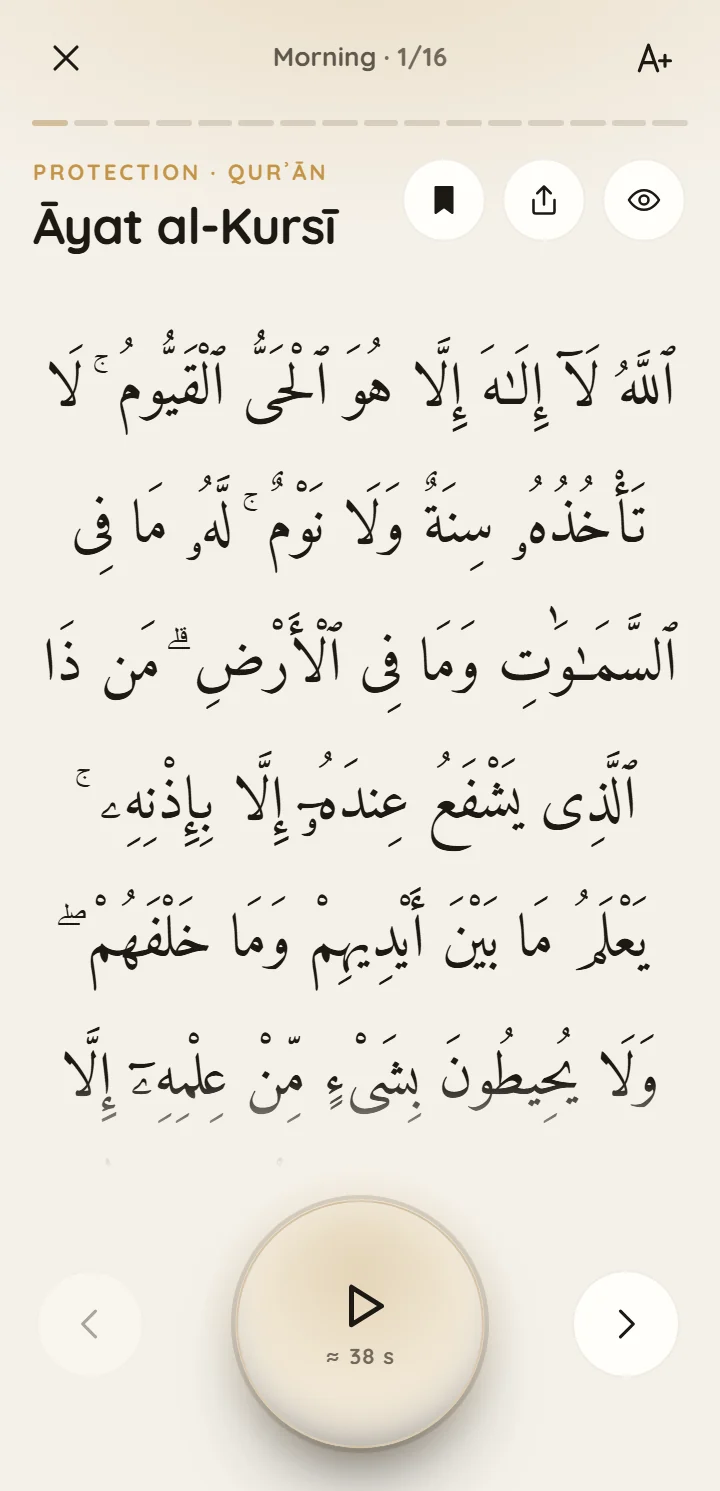 Morning · 1/16
A+
PROTECTION · QURʾĀN
Āyat al-Kursī
ٱللَّهُ لَآ إِلَـٰهَ إِلَّا هُوَ ٱلْحَىُّ ٱلْقَيُّومُ ۚ لَا
تَأْخُذُهُۥ سِنَةٌ وَلَا نَوْمٌ ۚ لَّهُۥ مَا فِى
ٱلسَّمَـٰوَٰتِ وَمَا فِى ٱلْأَرْضِ ۗ مَن ذَا
ٱلَّذِى يَشْفَعُ عِندَهُۥٓ إِلَّا بِإِذْنِهِۦ ۚ
يَعْلَمُ مَا بَيْنَ أَيْدِيهِمْ وَمَا خَلْفَهُمْ ۖ
وَلَا يُحِيطُونَ بِشَىْءٍ مِّنْ عِلْمِهِۦٓ إِلَّا
≈ 38 s